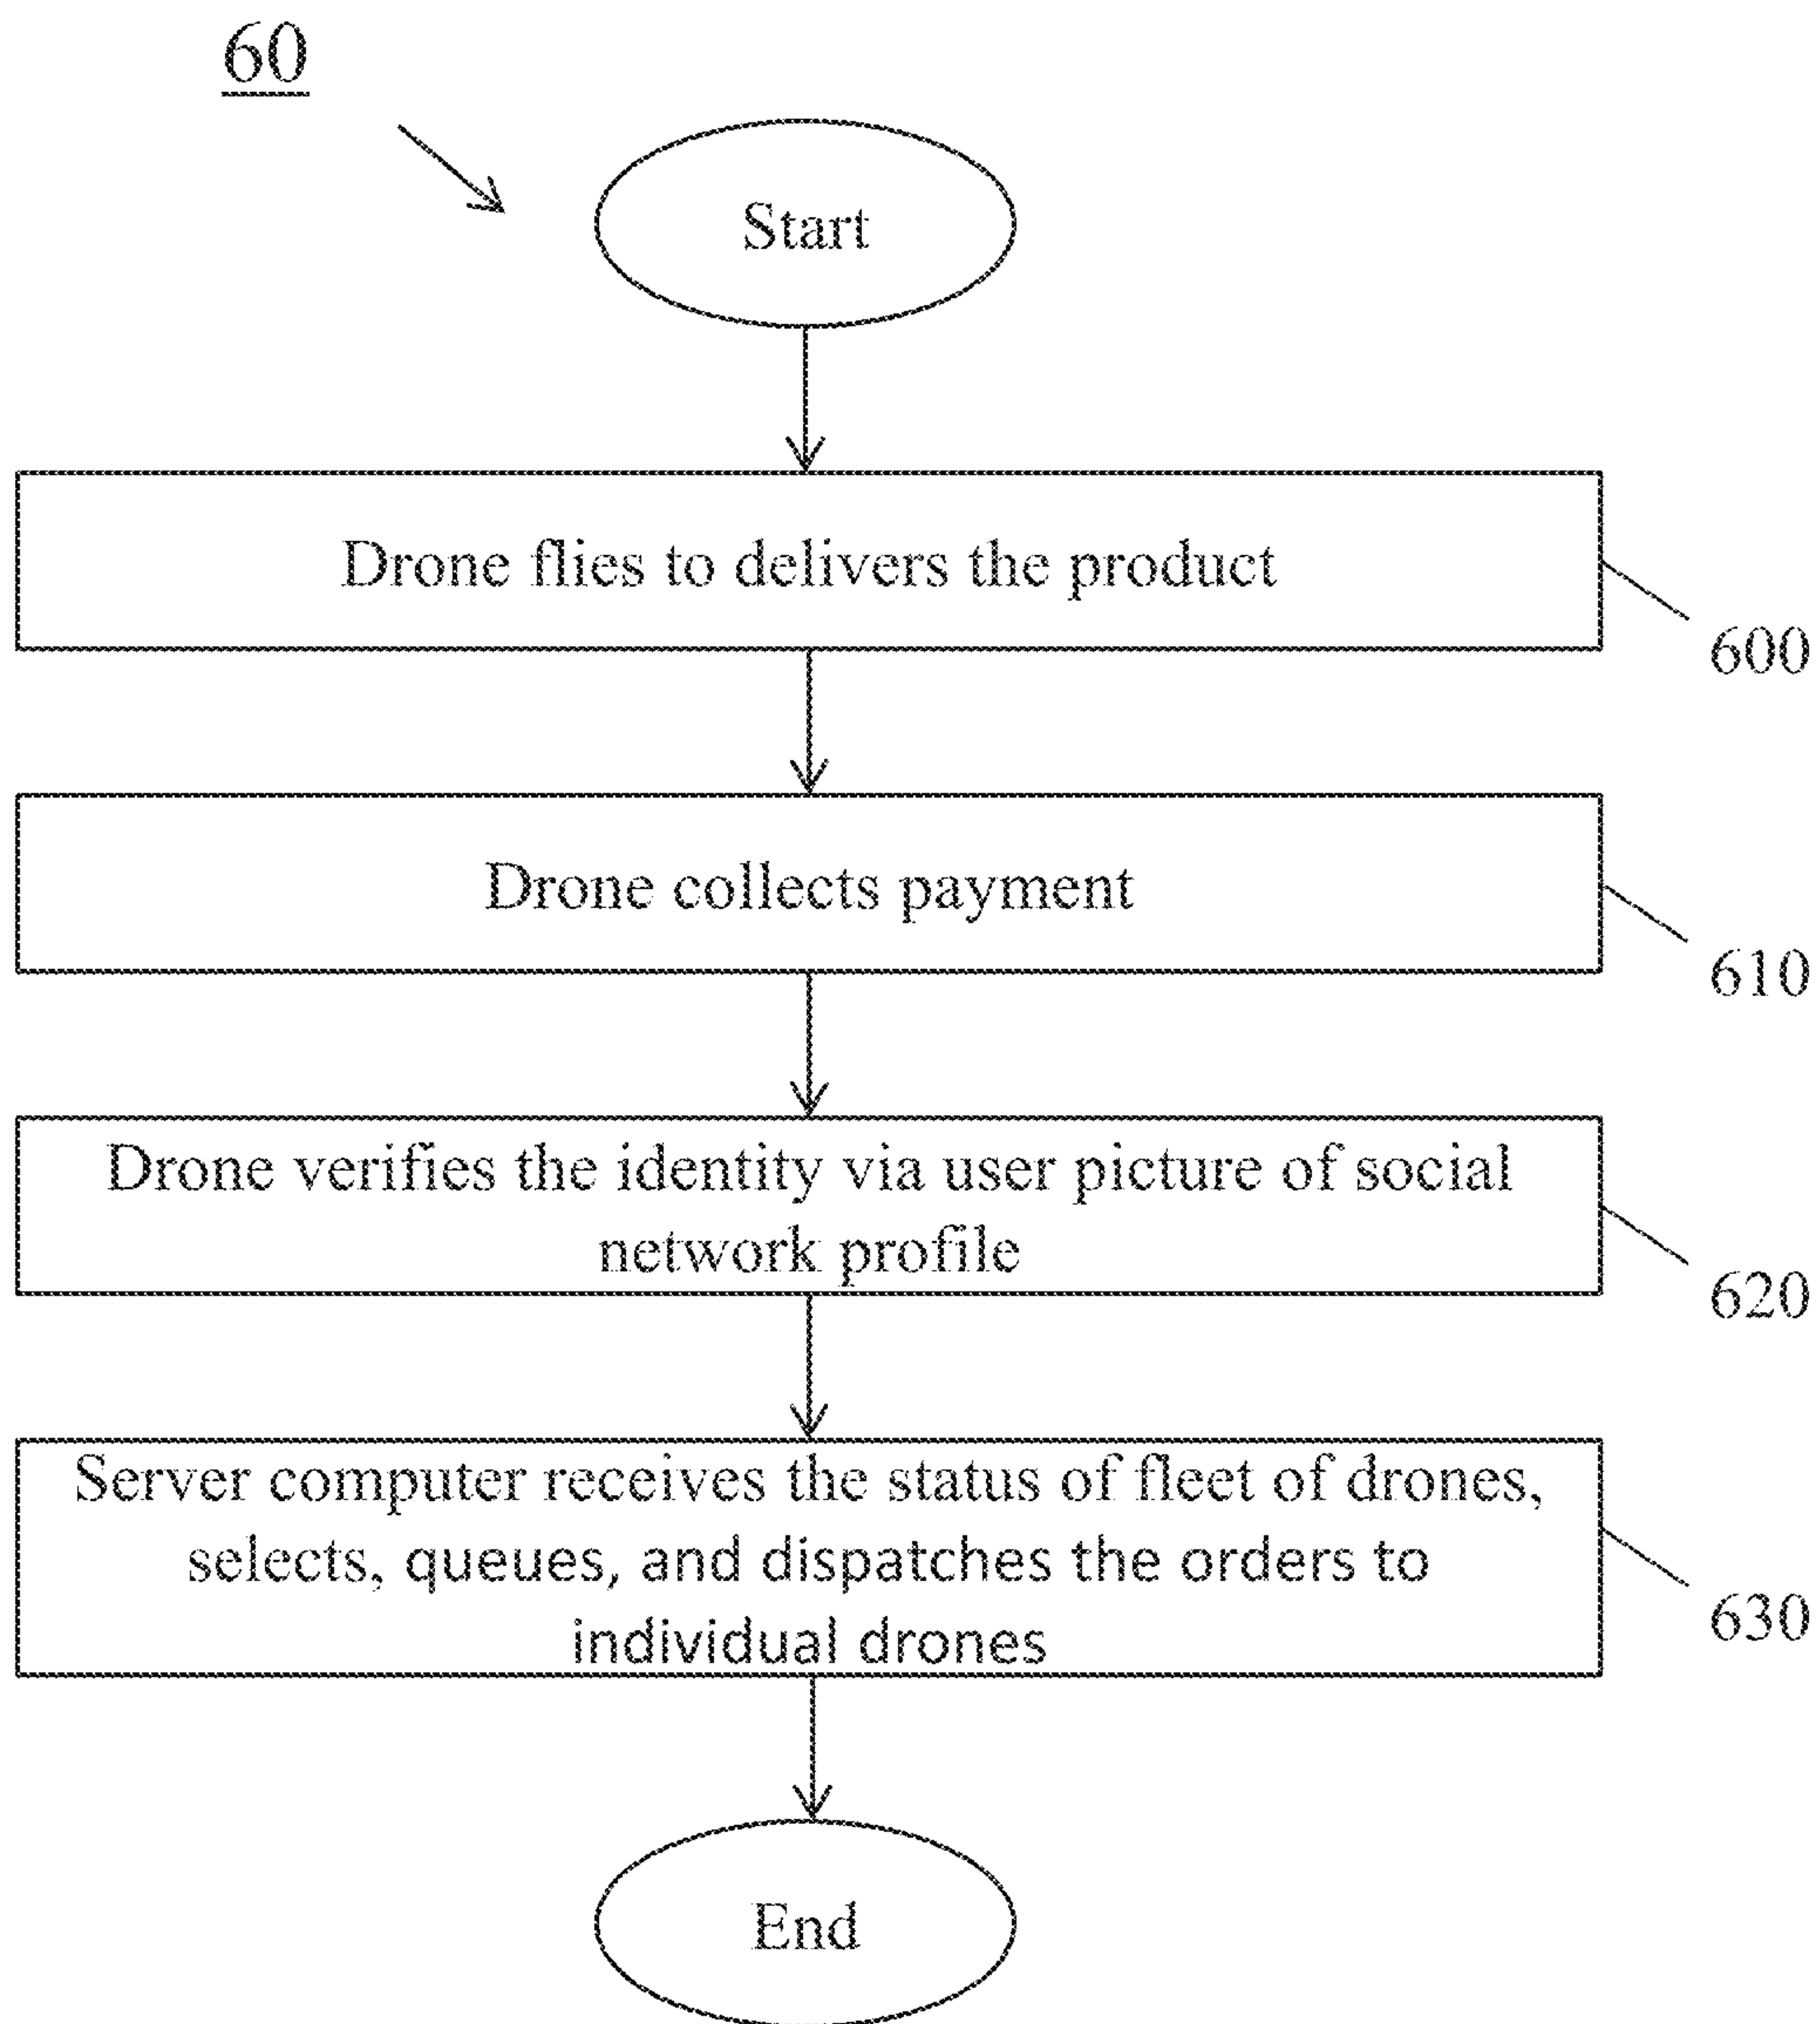 60
Start
Drone flies to delivers the product
600
Drone collects payment
610
Drone verifies the identity via user picture of social
network profile
620
Server computer receives the status of fleet of drones,
selects, queues, and dispatches the orders to
individual drones
630
End